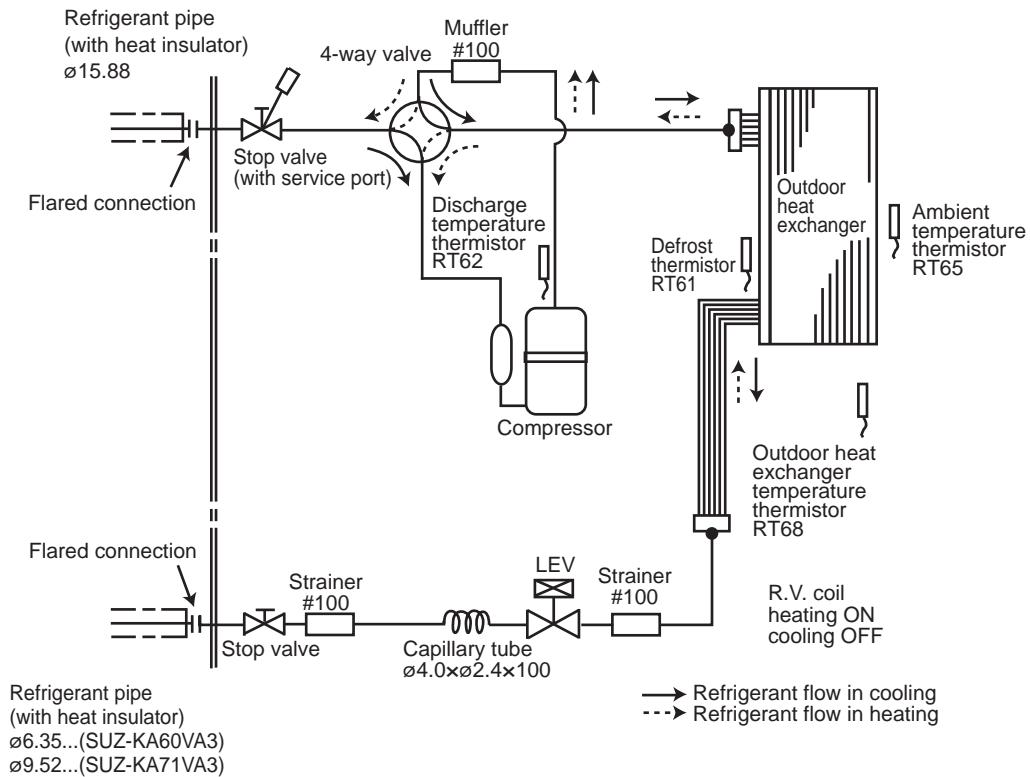 Refrigerant pipe
(with heat insulator)
ø15.88
4-way valve
Muffler
#100
Stop valve
(with service port)
Flared connection
Discharge
temperature
thermistor
RT62
Outdoor
heat
exchanger
Ambient
temperature
thermistor
RT65
Defrost
thermistor
RT61
Compressor
Outdoor heat
exchanger
temperature
thermistor
RT68
Flared connection
Strainer
#100
LEV
Strainer
#100
R.V. coil
heating ON
cooling OFF
Stop valve
Capillary tube
ø4.0×ø2.4×100
Refrigerant pipe
(with heat insulator)
ø6.35...(SUZ-KA60VA3)
ø9.52...(SUZ-KA71VA3)
Refrigerant flow in cooling
Refrigerant flow in heating